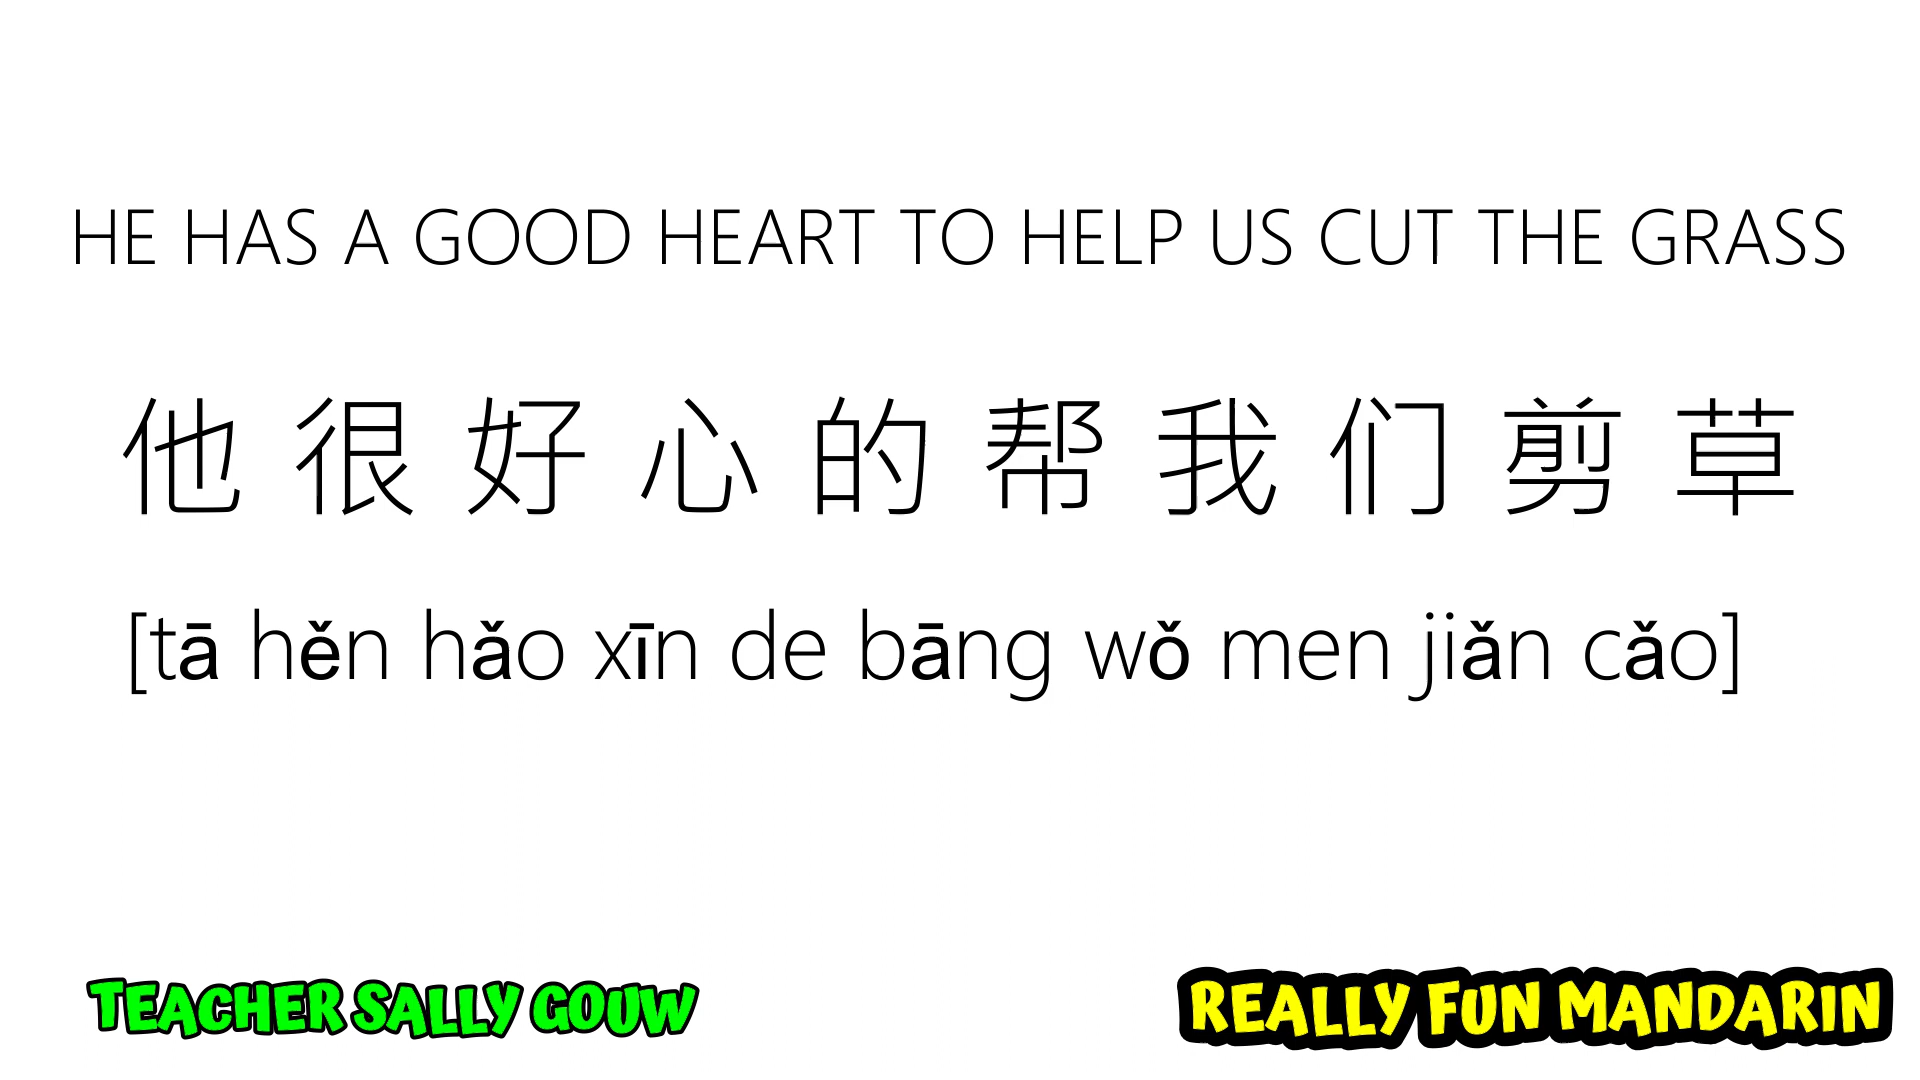 HE HAS A GOOD HEART TO HELP US CUT THE GRASS
他 很 好 心 的 帮 我 们 剪 草
[tā hěn hǎo xīn de bāng wǒ men jiǎn cǎo]
TEACHER SALLY GOUW
REALLY FUN MANDARIN